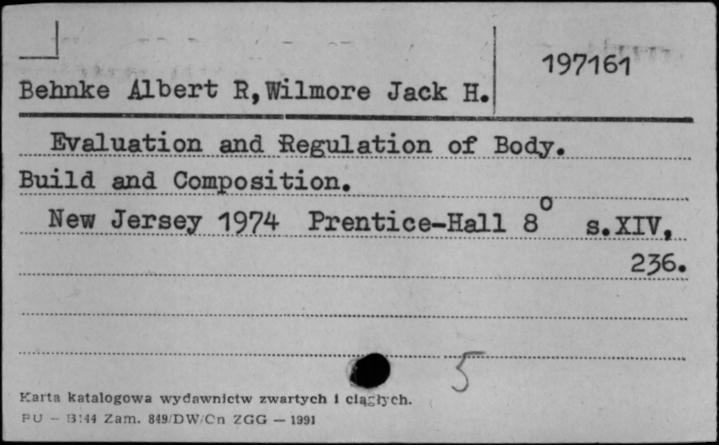 197161
Behnke Albert R,Wilmore Jack H.
Evaluation and Regulation of Body.
Build and Composition.
New Jersey 1974 Prentice-Hall 8° s.XIV,
236.
5
Karta katalogowa wydawnictw zwartych i ciągłych.
PU - B/44 Zam. 849/DW/Cn ZGG — 1991